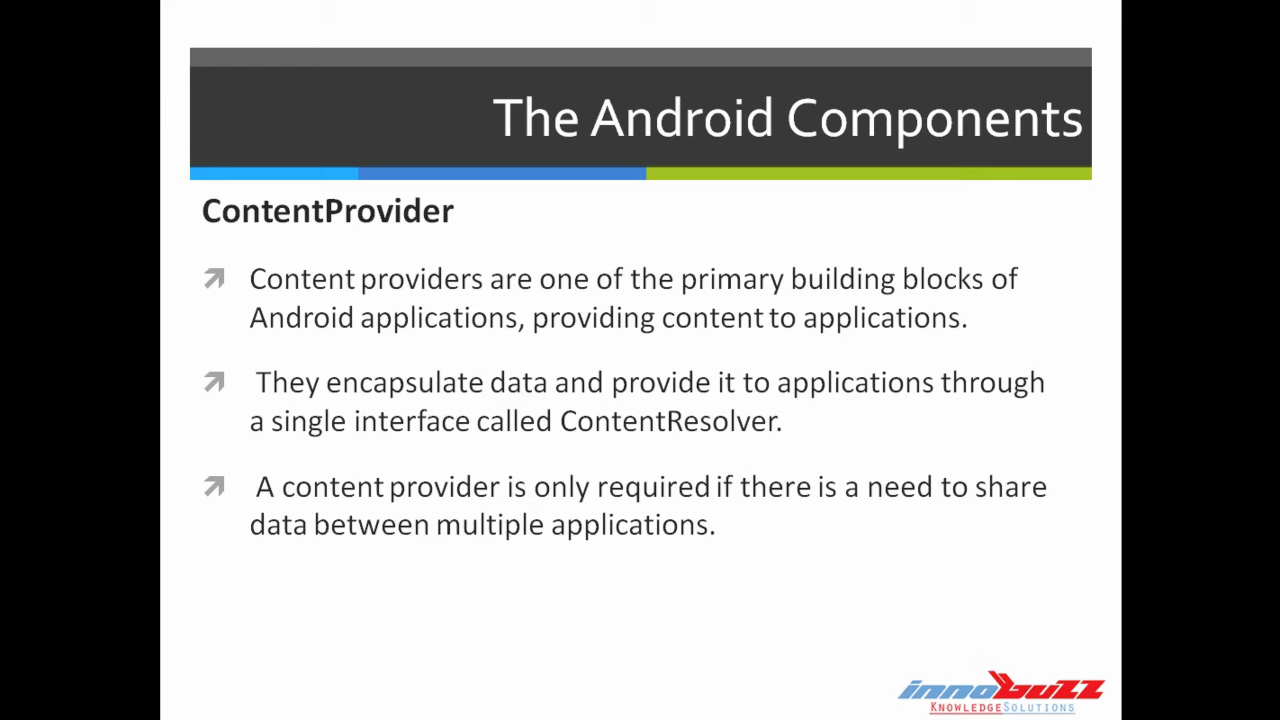 The Android Components
ContentProvider
Content providers are one of the primary building blocks of
Android applications, providing content to applications.
They encapsulate data and provide it to applications through
a single interface called ContentResolver.
A content provider is only required if there is a need to share
data between multiple applications.
innobuzz
KNOWLEDGESOLUTIONS